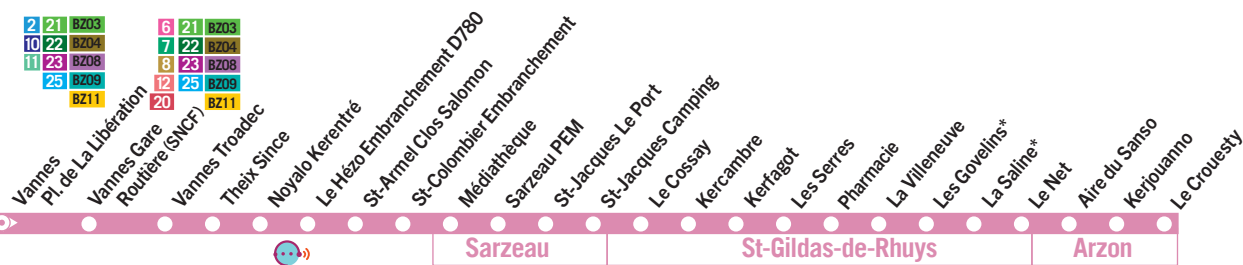 2 21 BZ03
10 22 BZ04
11 23 BZ08
25 BZ09
BZ11
6 21 BZ03
7 22 BZ04
8 23 BZ08
12 25 BZ09
20 BZ11
Vannes
Pl. de La Libération
Vannes Gare
Routière (SNCF)
Vannes Troadec
Theix Since
Noyalo Kerentré
Le Hézo Embranchement D780
St-Armel Clos Salomon
St-Colombier Embranchement
Médiathèque
Sarzeau PEM
St-Jacques Le Port
St-Jacques Camping
Le Cossay
Kercambre
Kerfagot
Les Serres
Pharmacie
La Villeneuve
Les Govelins*
La Saline*
Le Net
Aire du Sanso
Kerjouanno
Le Crouesty
Sarzeau
St-Gildas-de-Rhuys
Arzon